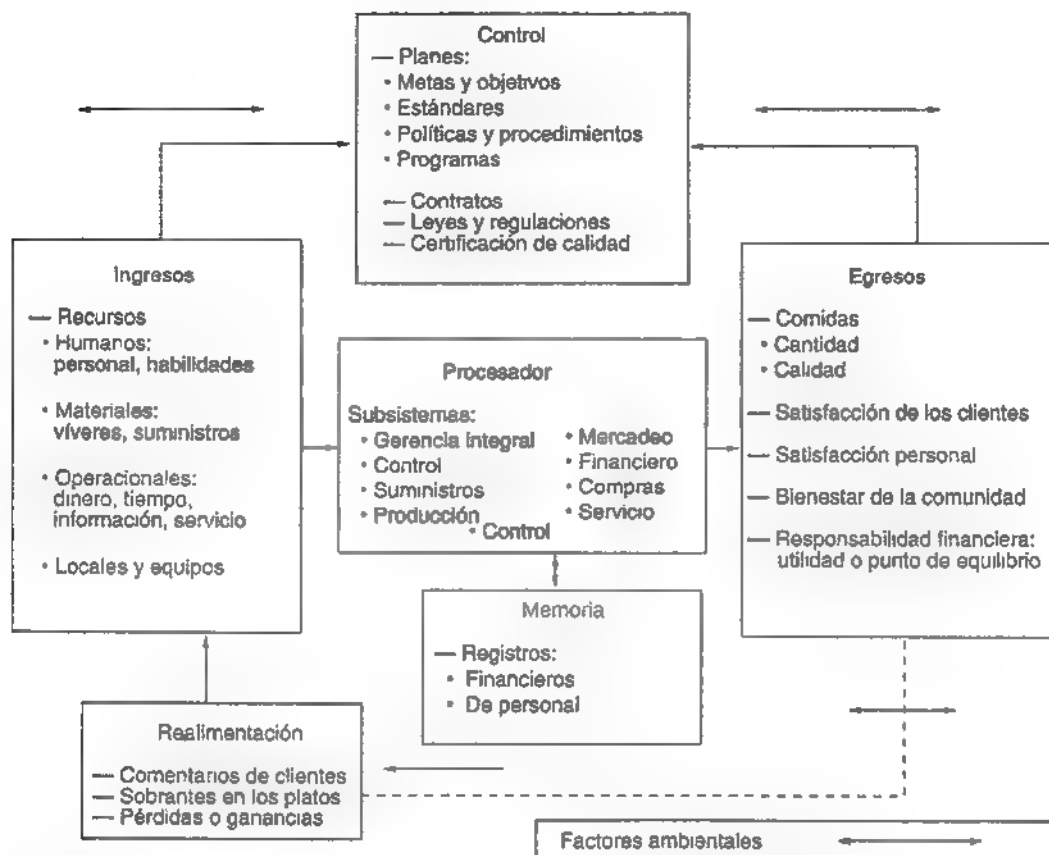 Control
— Planes:
• Metas y objetivos
• Estándares
• Políticas y procedimientos
• Programas
— Contratos
— Leyes y regulaciones
— Certificación de calidad
Ingresos
— Recursos
• Humanos:
personal, habilidades
• Materiales:
víveres, suministros
• Operacionales:
dinero, tiempo,
información, servicio
• Locales y equipos
Procesador
Subsistemas:
• Gerencia integral
• Control
• Suministros
• Producción
• Mercadeo
• Financiero
• Compras
• Servicio
• Control
Egresos
— Comidas
• Cantidad
• Calidad
— Satisfacción de los clientes
— Satisfacción personal
— Bienestar de la comunidad
— Responsabilidad financiera:
utilidad o punto de equilibrio
Memoria
— Registros:
• Financieros
• De personal
Realimentación
— Comentarios de clientes
— Sobrantes en los platos
— Pérdidas o ganancias
Factores ambientales